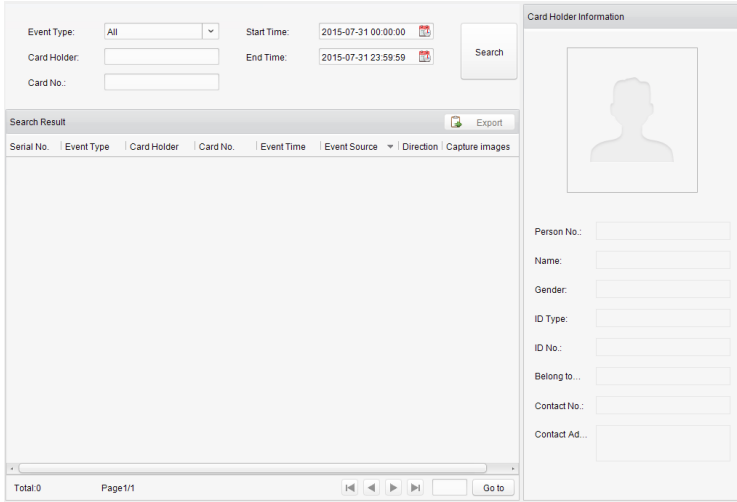 Event Type: All Start Time: 2015-07-31 00:00:00
Card Holder: End Time: 2015-07-31 23:59:59 Search
Card No.:
Search Result Export
Serial No. Event Type Card Holder Card No. Event Time Event Source Direction Capture images
Total:0 Page1/1 Go to
Card Holder Information
Person No.:
Name:
Gender:
ID Type:
ID No.:
Belong to...
Contact No.:
Contact Ad...